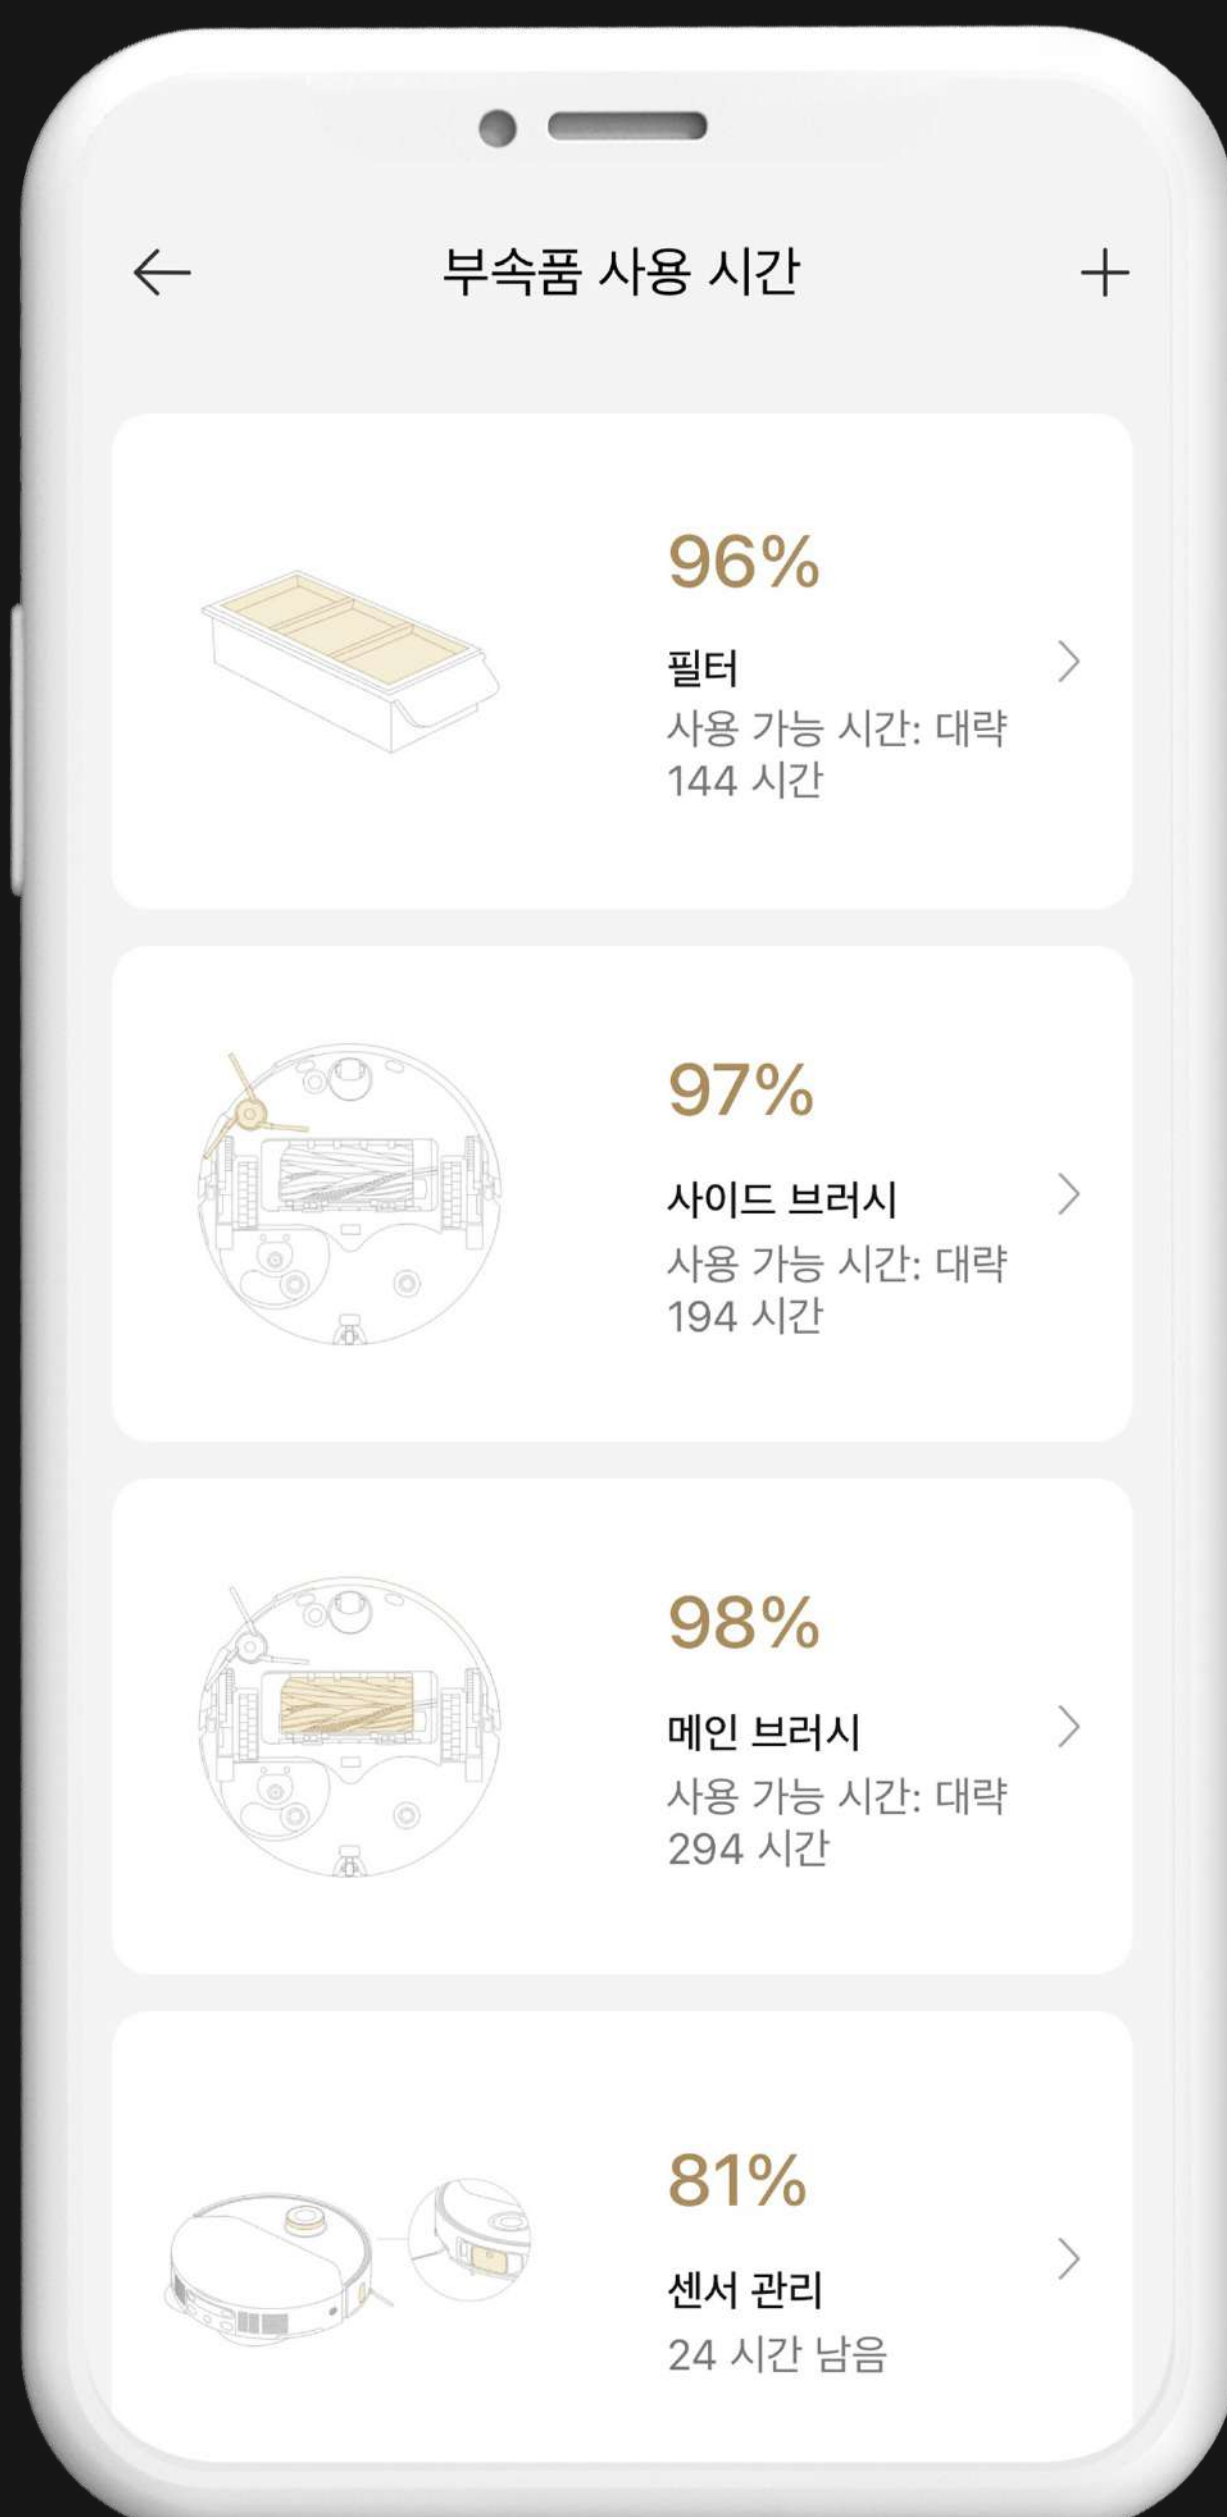 부속품 사용 시간
96%
필터
사용 가능 시간: 대략
144 시간
97%
사이드 브러시
사용 가능 시간: 대략
194 시간
98%
메인 브러시
사용 가능 시간: 대략
294 시간
81%
센서 관리
24 시간 남음